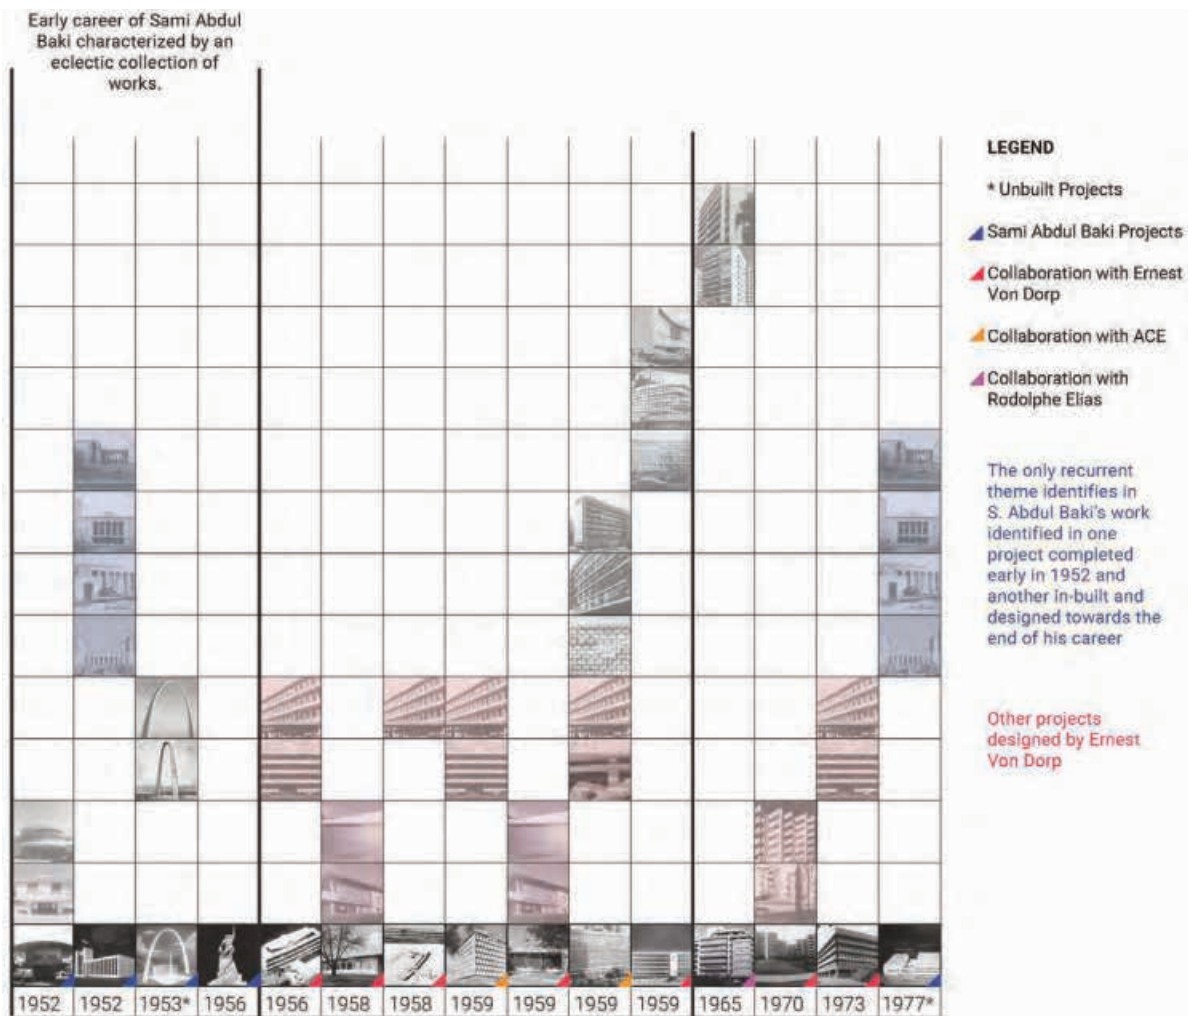 Early career of Sami Abdul
Baki characterized by an
eclectic collection of
works.
LEGEND
* Unbuilt Projects
Sami Abdul Baki Projects
Collaboration with Ernest
Von Dorp
Collaboration with ACE
Collaboration with
Rodolphe Elias
The only recurrent
theme identifies in
S. Abdul Baki's work
identified in one
project completed
early in 1952 and
another in-built and
designed towards the
end of his career
Other projects
designed by Ernest
Von Dorp
1952 1952 1953* 1956 1956 1958 1958 1959 1959 1959 1959 1965 1970 1973 1977*